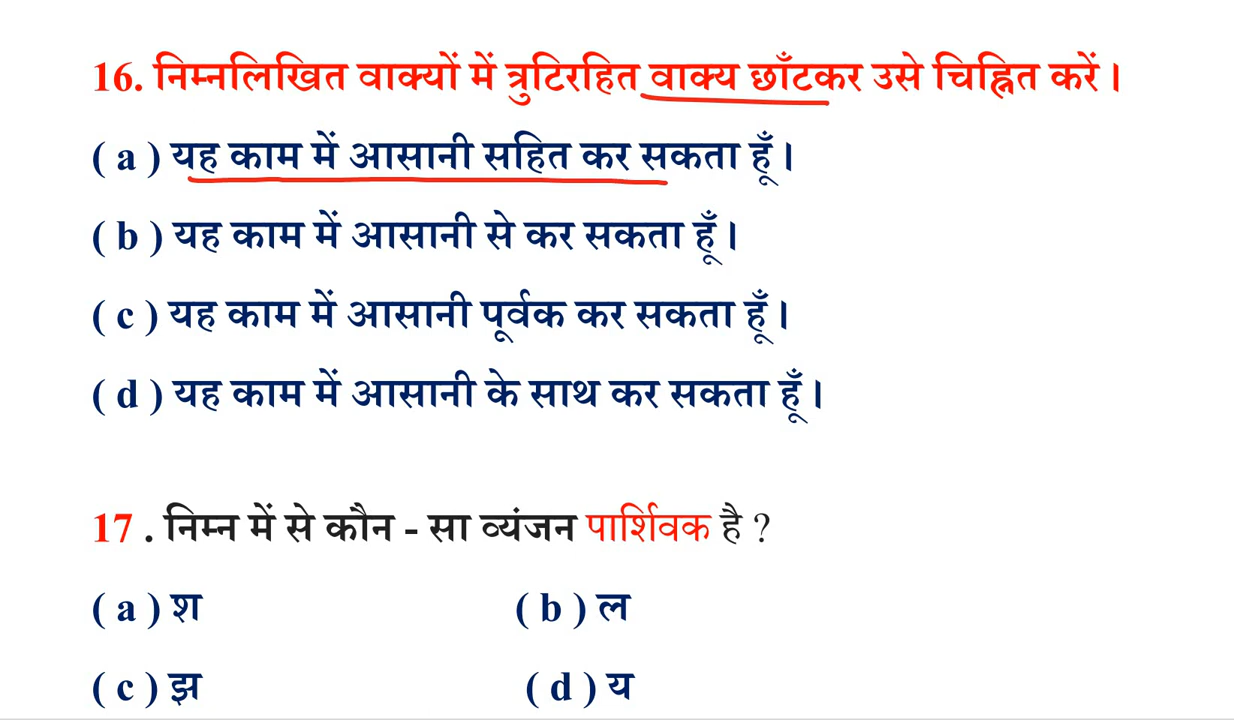 16. निम्नलिखित वाक्यों में त्रुटिरहित वाक्य छाँटकर उसे चिह्नित करें।
( a ) यह काम में आसानी सहित कर सकता हूँ।
( b ) यह काम में आसानी से कर सकता हूँ।
( c ) यह काम में आसानी पूर्वक कर सकता हूँ।
( d ) यह काम में आसानी के साथ कर सकता हूँ।
17 . निम्न में से कौन - सा व्यंजन पार्शिवक है ?
( a ) श ( b ) ल
( c ) झ ( d ) य